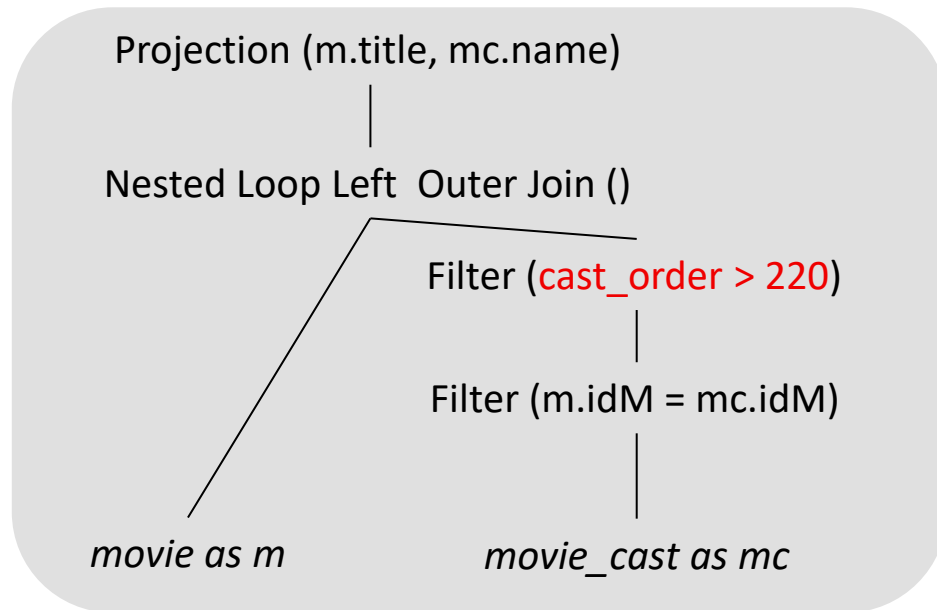 Projection (m.title, mc.name)
Nested Loop Left  Outer Join ()
Filter (cast_order > 220)
Filter (m.idM = mc.idM)
movie as m
movie_cast as mc